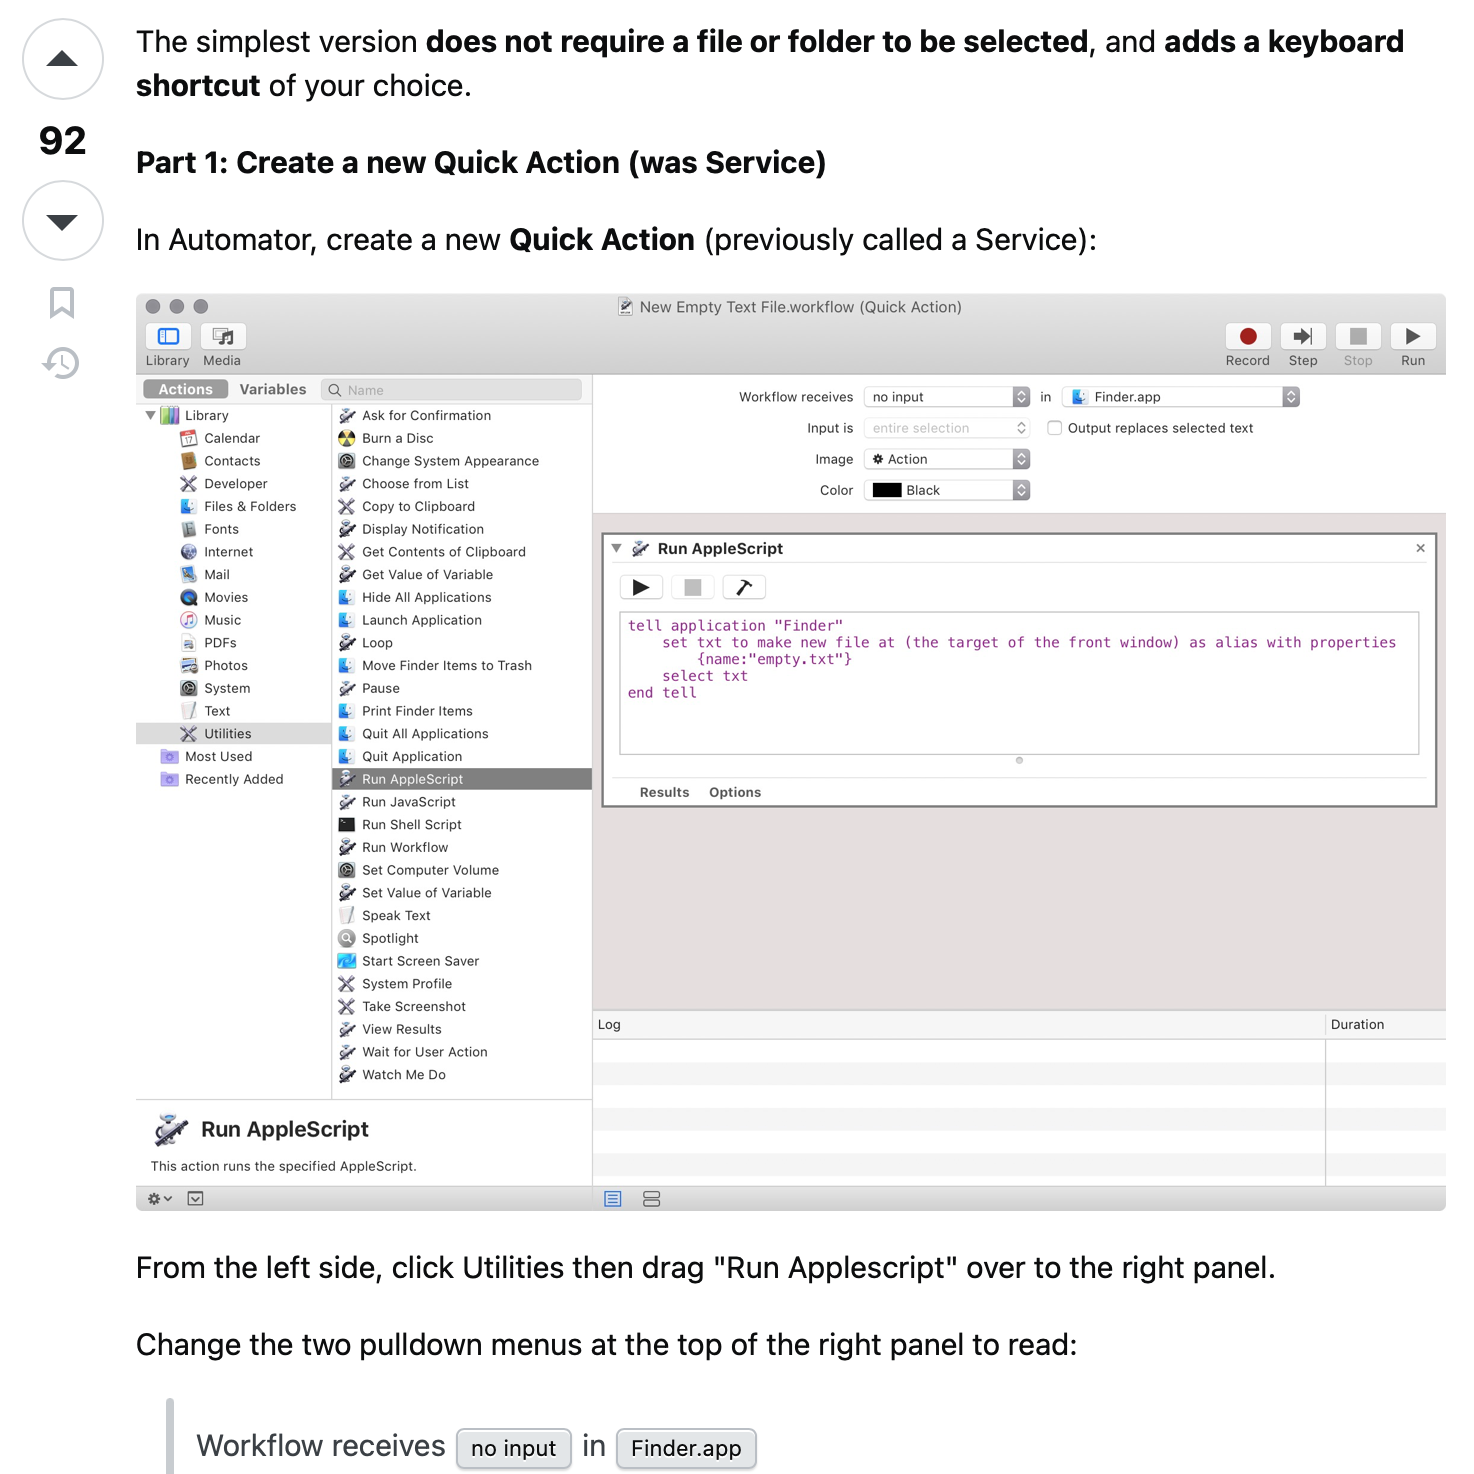 The simplest version does not require a file or folder to be selected, and adds a keyboard
shortcut of your choice.
92
Part 1: Create a new Quick Action (was Service)
In Automator, create a new Quick Action (previously called a Service):
New Empty Text File.workflow (Quick Action)
Library Media
Record Step Stop Run
Actions Variables Name
Library
Calendar
Contacts
Developer
Files & Folders
Fonts
Internet
Mail
Movies
Music
PDFs
Photos
System
Text
Utilities
Most Used
Recently Added
Ask for Confirmation
Burn a Disc
Change System Appearance
Choose from List
Copy to Clipboard
Display Notification
Get Contents of Clipboard
Get Value of Variable
Hide All Applications
Launch Application
Loop
Move Finder Items to Trash
Pause
Print Finder Items
Quit All Applications
Quit Application
Run AppleScript
Run JavaScript
Run Shell Script
Run Workflow
Set Computer Volume
Set Value of Variable
Speak Text
Spotlight
Start Screen Saver
System Profile
Take Screenshot
View Results
Wait for User Action
Watch Me Do
Workflow receives no input in Finder.app
Input is entire selection Output replaces selected text
Image Action
Color Black
Run AppleScript
tell application "Finder"
set txt to make new file at (the target of the front window) as alias with properties
{name:"empty.txt"}
select txt
end tell
Results Options
Log Duration
Run AppleScript
This action runs the specified AppleScript.
From the left side, click Utilities then drag "Run Applescript" over to the right panel.
Change the two pulldown menus at the top of the right panel to read:
Workflow receives no input in Finder.app